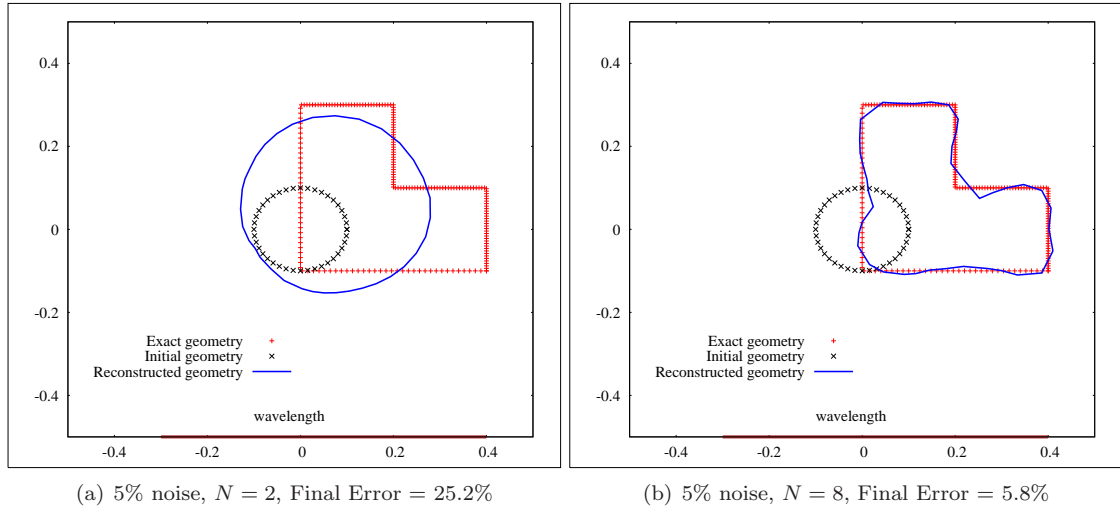 0.4
0.2
0
-0.2
-0.4
Exact geometry
Initial geometry
Reconstructed geometry
wavelength
-0.4 -0.2 0 0.2 0.4
(a) 5% noise, N = 2, Final Error = 25.2%
0.4
0.2
0
-0.2
-0.4
Exact geometry
Initial geometry
Reconstructed geometry
wavelength
-0.4 -0.2 0 0.2 0.4
(b) 5% noise, N = 8, Final Error = 5.8%